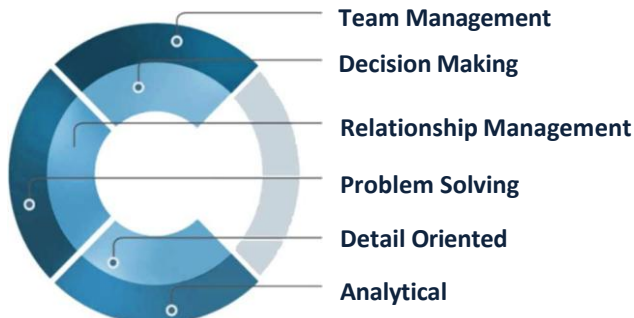 Team Management
Decision Making
Relationship Management
Problem Solving
Detail Oriented
Analytical